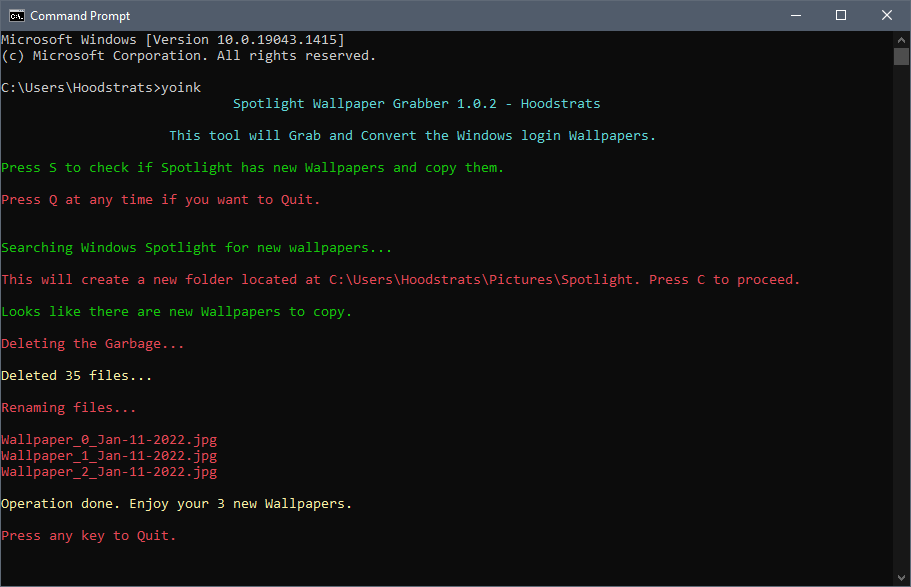 Command Prompt
Microsoft Windows [Version 10.0.19043.1415]
(c) Microsoft Corporation. All rights reserved.
C:\Users\Hoodstrats>yoink
Spotlight Wallpaper Grabber 1.0.2 - Hoodstrats
This tool will Grab and Convert the Windows login Wallpapers.
Press S to check if Spotlight has new Wallpapers and copy them.
Press Q at any time if you want to Quit.
Searching Windows Spotlight for new wallpapers...
This will create a new folder located at C:\Users\Hoodstrats\Pictures\Spotlight. Press C to proceed.
Looks like there are new Wallpapers to copy.
Deleting the Garbage...
Deleted 35 files...
Renaming files...
Wallpaper_0_Jan-11-2022.jpg
Wallpaper_1_Jan-11-2022.jpg
Wallpaper_2_Jan-11-2022.jpg
Operation done. Enjoy your 3 new Wallpapers.
Press any key to Quit.